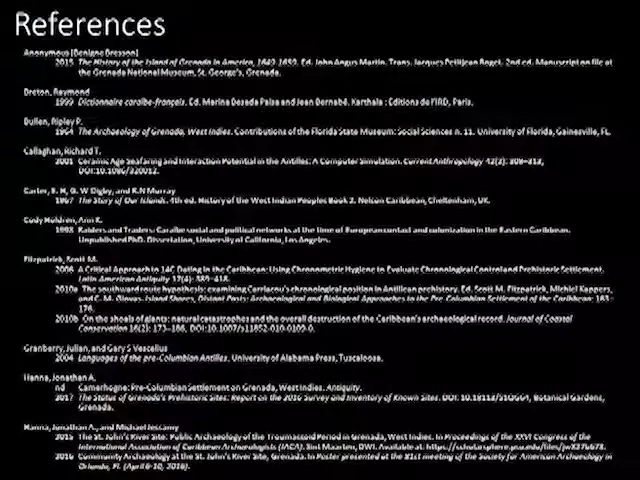 References
Anonymous [Benigne Bresson]
2015 The History of the Island of Grenada in America, 1649-1659. Ed. John Angus Martin. Trans. Jacques Petitjean Roget. 2nd ed. Manuscript on file at
the Grenada National Museum, St. George's, Grenada.
Breton, Raymond
1999 Dictionnaire caraïbe-français. Ed. Marina Besada Paisa and Jean Bernabé. Karthala : Editions de l'IRD, Paris.
Bullen, Ripley P.
1964 The Archaeology of Grenada, West Indies. Contributions of the Florida State Museum: Social Sciences n. 11. University of Florida, Gainesville, FL.
Callaghan, Richard T.
2001 Ceramic Age Seafaring and Interaction Potential in the Antilles: A Computer Simulation. Current Anthropology 42(2): 308–313,
DOI:10.1086/320012.
Carter, E. H, G. W Digby, and R.N Murray
1967 The Story of Our Islands. 4th ed. History of the West Indian Peoples Book 2. Nelson Caribbean, Cheltenham, UK.
Cody Holdren, Ann K.
1998 Raiders and Traders: Caraibe social and political networks at the time of European contact and colonization in the Eastern Caribbean.
Unpublished PhD. Dissertation, University of California, Los Angeles.
Fitzpatrick, Scott M.
2006 A Critical Approach to 14C Dating in the Caribbean: Using Chronometric Hygiene to Evaluate Chronological Control and Prehistoric Settlement.
Latin American Antiquity 17(4): 389–418.
2010a The southward route hypothesis: examining Carriacou's chronological position in Antillean prehistory. Ed. Scott M. Fitzpatrick, Michiel Kappers,
and C. M. Giovas. Island Shores, Distant Pasts: Archaeological and Biological Approaches to the Pre-Columbian Settlement of the Caribbean: 163–
176.
2010b On the shoals of giants: natural catastrophes and the overall destruction of the Caribbean's archaeological record. Journal of Coastal
Conservation 16(2): 173–186, DOI:10.1007/s11852-010-0109-0.
Granberry, Julian, and Gary S Vescelius
2004 Languages of the pre-Columbian Antilles. University of Alabama Press, Tuscaloosa.
Hanna, Jonathan A.
nd Camerhogne: Pre-Columbian Settlement on Grenada, West Indies. Antiquity.
2017 The Status of Grenada's Prehistoric Sites: Report on the 2016 Survey and Inventory of Known Sites. Botanical Gardens,
Grenada.
Hanna, Jonathan A., and Michael Jessamy
2015 The St. John's River Site: Public Archaeology of the Troumassoid Period in Grenada, West Indies. In Proceedings of the XXVI Congress of the
International Association of Caribbean Archaeologists (IACA). Sint Maarten, DWI. Available at:
2016 Community Archaeology at the St. John's River Site, Grenada. In Poster presented at the 81st meeting of the Society for American Archaeology in
Orlando, FL (April 6-10, 2016).